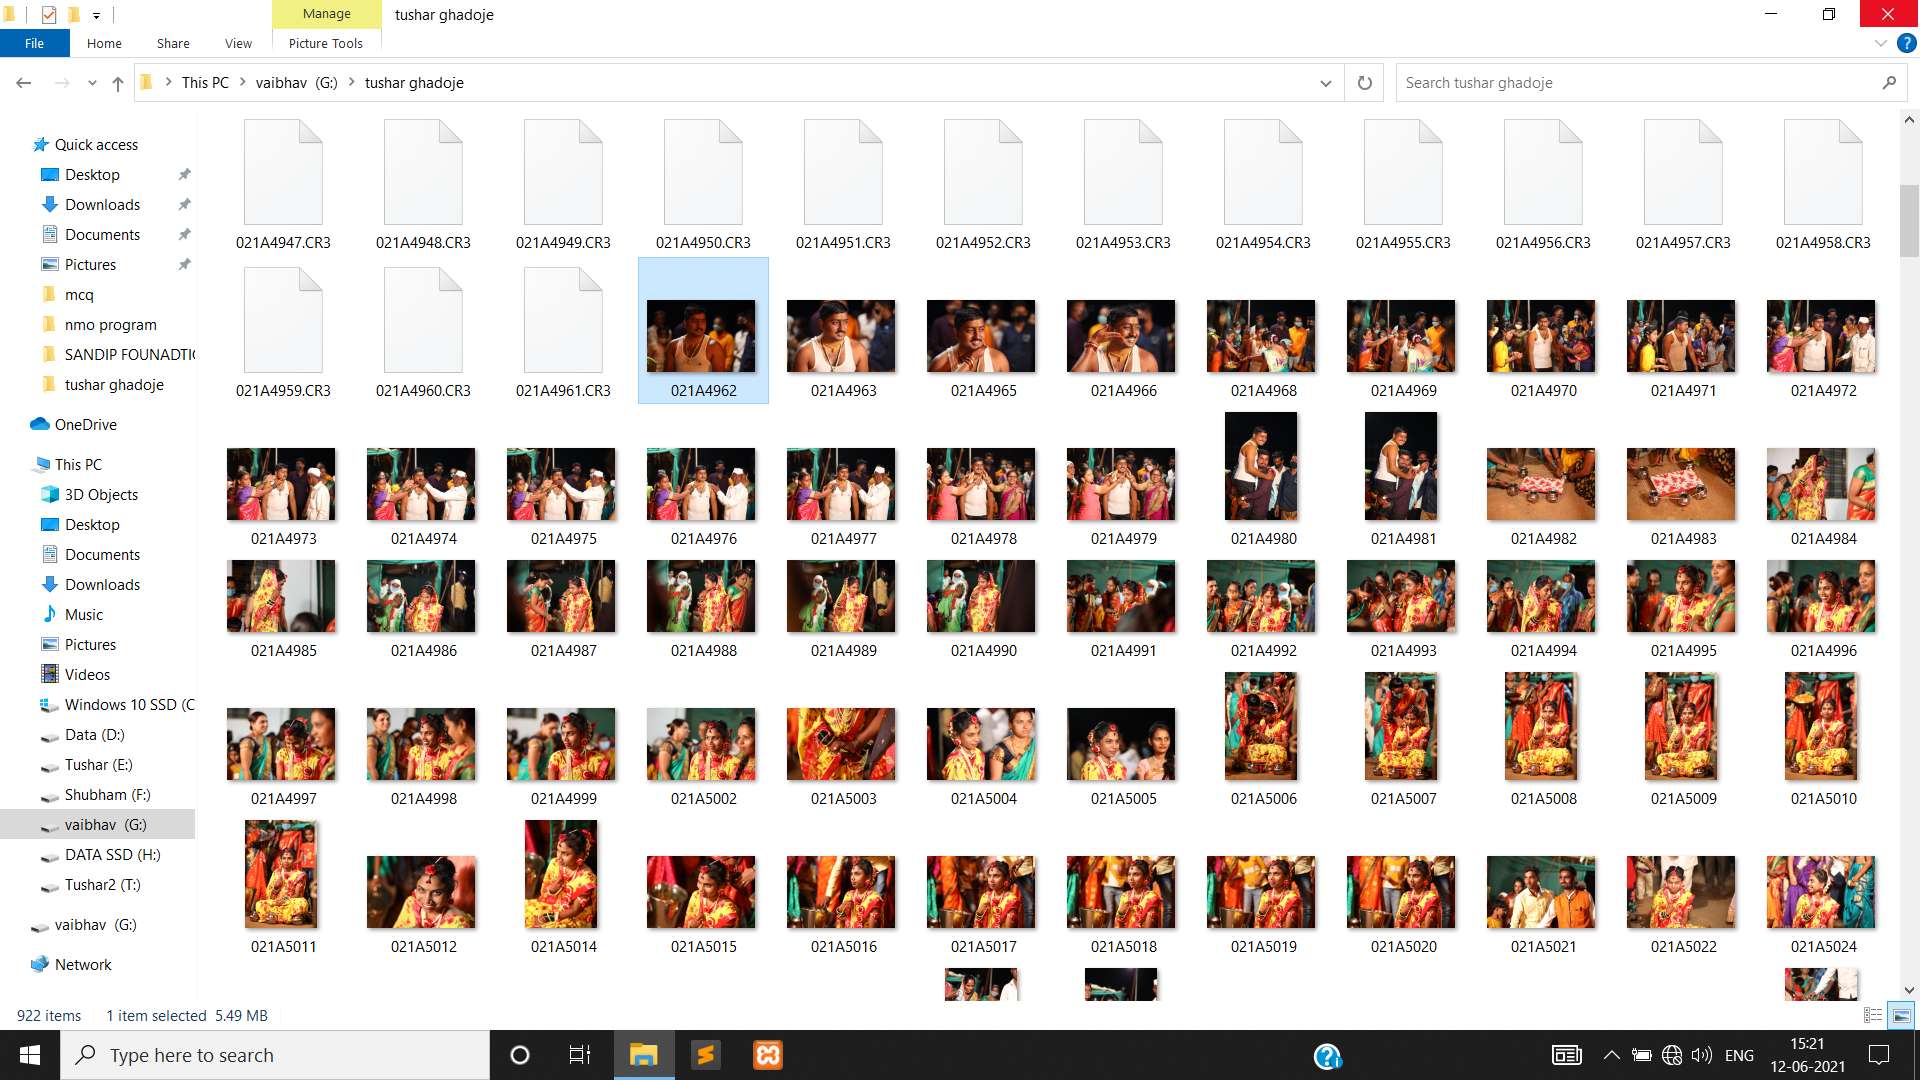 Manage
tushar ghadoje
File
Home
Share
View
Picture Tools
This PC
vaibhav (G:)
tushar ghadoje
Search tushar ghadoje
Quick access
Desktop
Downloads
Documents
Pictures
mcq
nmo program
SANDIP FOUNADTIC
tushar ghadoje
OneDrive
This PC
3D Objects
Desktop
Documents
Downloads
Music
Pictures
Videos
Windows 10 SSD (C
Data (D:)
Tushar (E:)
Shubham (F:)
vaibhav (G:)
DATA SSD (H:)
Tushar2 (T:)
vaibhav (G:)
Network
021A4947.CR3 021A4948.CR3 021A4949.CR3 021A4950.CR3 021A4951.CR3 021A4952.CR3 021A4953.CR3 021A4954.CR3 021A4955.CR3 021A4956.CR3 021A4957.CR3 021A4958.CR3
021A4959.CR3 021A4960.CR3 021A4961.CR3 021A4962 021A4963 021A4965 021A4966 021A4968 021A4969 021A4970 021A4971 021A4972
021A4973 021A4974 021A4975 021A4976 021A4977 021A4978 021A4979 021A4980 021A4981 021A4982 021A4983 021A4984
021A4985 021A4986 021A4987 021A4988 021A4989 021A4990 021A4991 021A4992 021A4993 021A4994 021A4995 021A4996
021A4997 021A4998 021A4999 021A5002 021A5003 021A5004 021A5005 021A5006 021A5007 021A5008 021A5009 021A5010
021A5011 021A5012 021A5014 021A5015 021A5016 021A5017 021A5018 021A5019 021A5020 021A5021 021A5022 021A5024
922 items
1 item selected 5.49 MB
Type here to search
ENG
15:21
12-06-2021